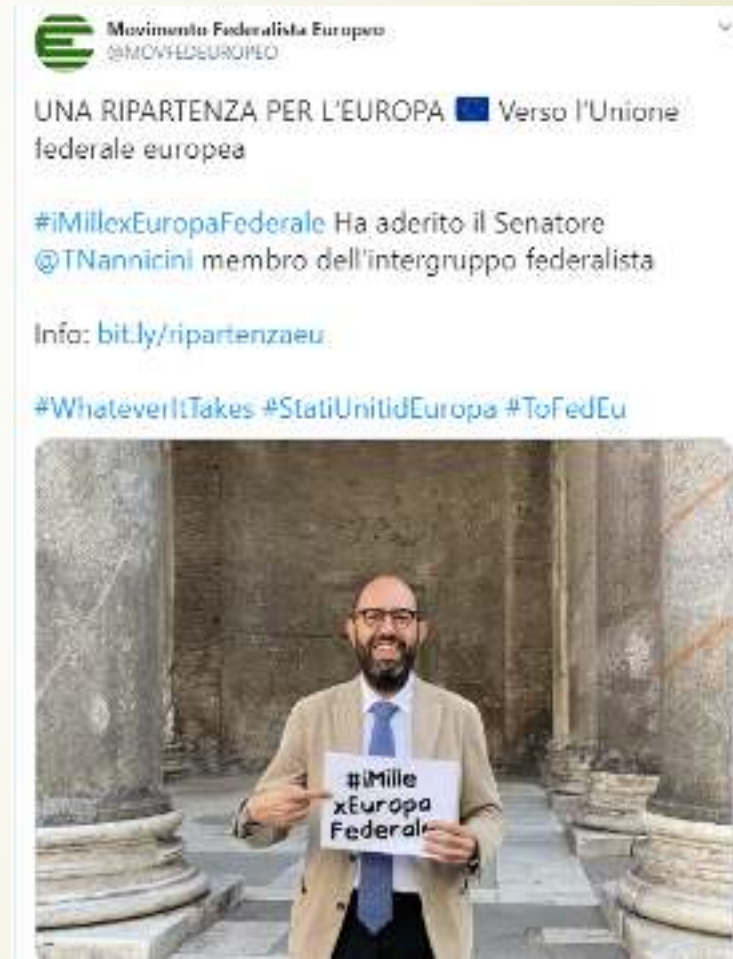 Movimento Federalista Europeo
@MOVFEDEUROPEO
UNA RIPARTENZA PER L'EUROPA 🇪🇺 Verso l'Unione
federale europea
#iMillexEuropaFederale Ha aderito il Senatore
@TNannicini membro dell'intergruppo federalista
Info: bit.ly/ripartenzaeu
#WhateverItTakes #StatiUnitidEuropa #ToFedEu
#iMille
xEuropa
Federale